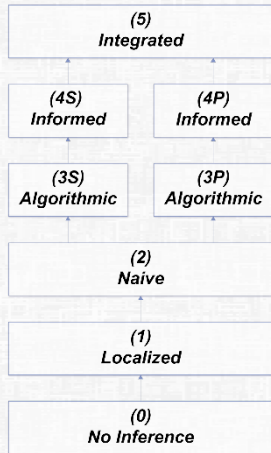 (5)
Integrated
(4S)
Informed
(4P)
Informed
(3S)
Algorithmic
(3P)
Algorithmic
(2)
Naive
(1)
Localized
(0)
No Inference